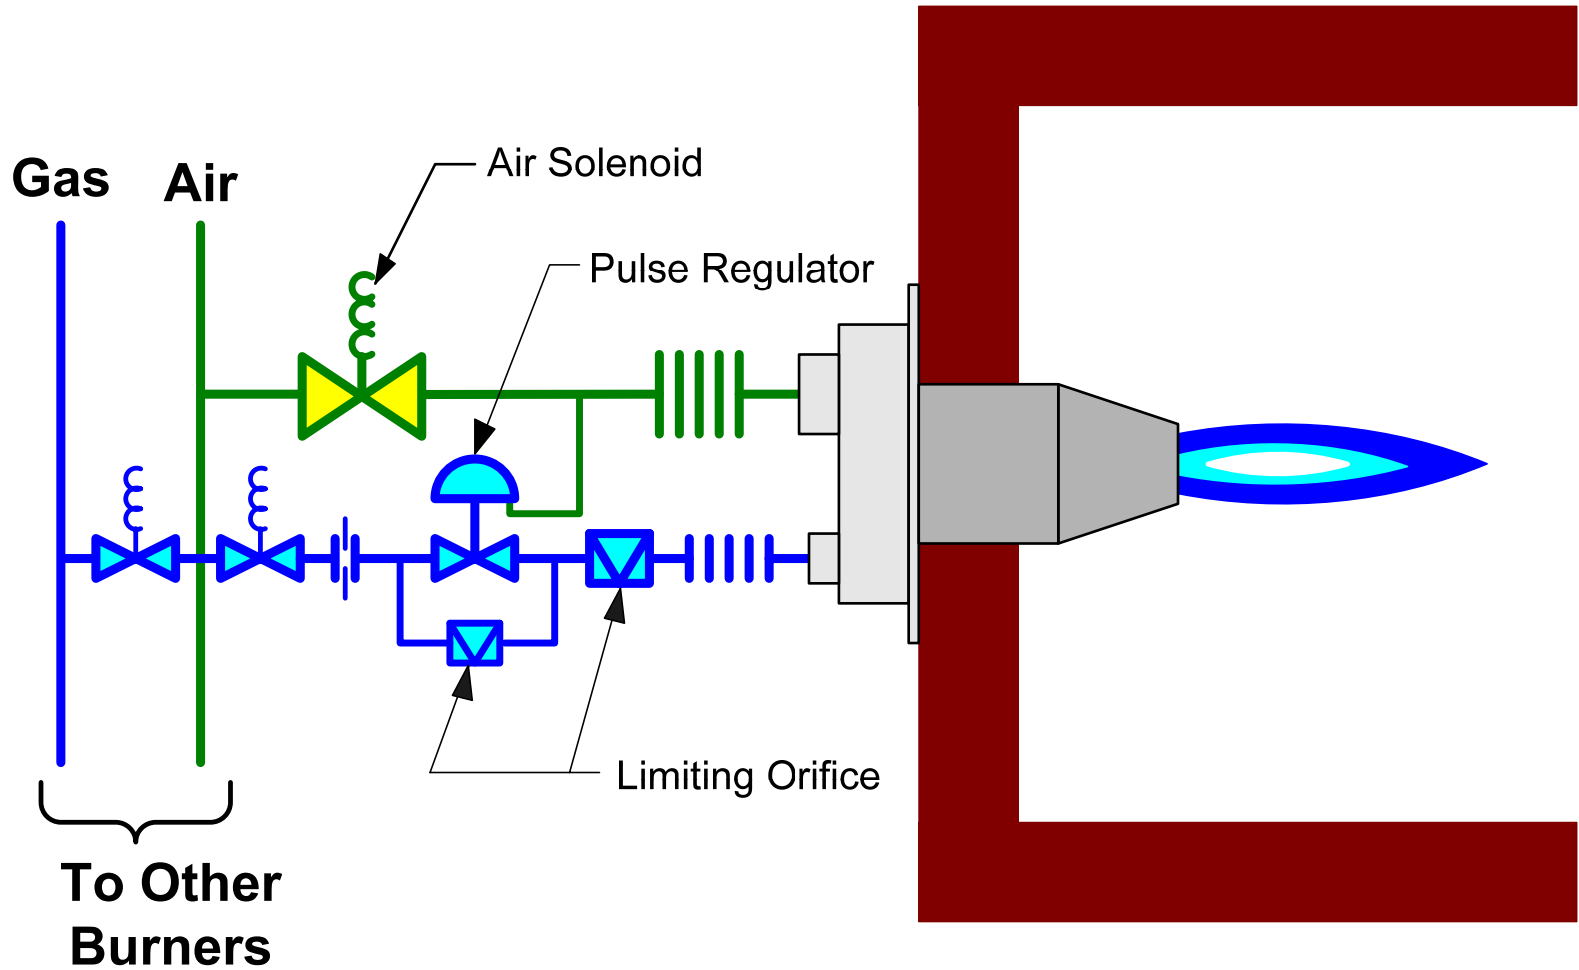 Gas
Air
Air Solenoid
Pulse Regulator
Limiting Orifice
To Other
Burners